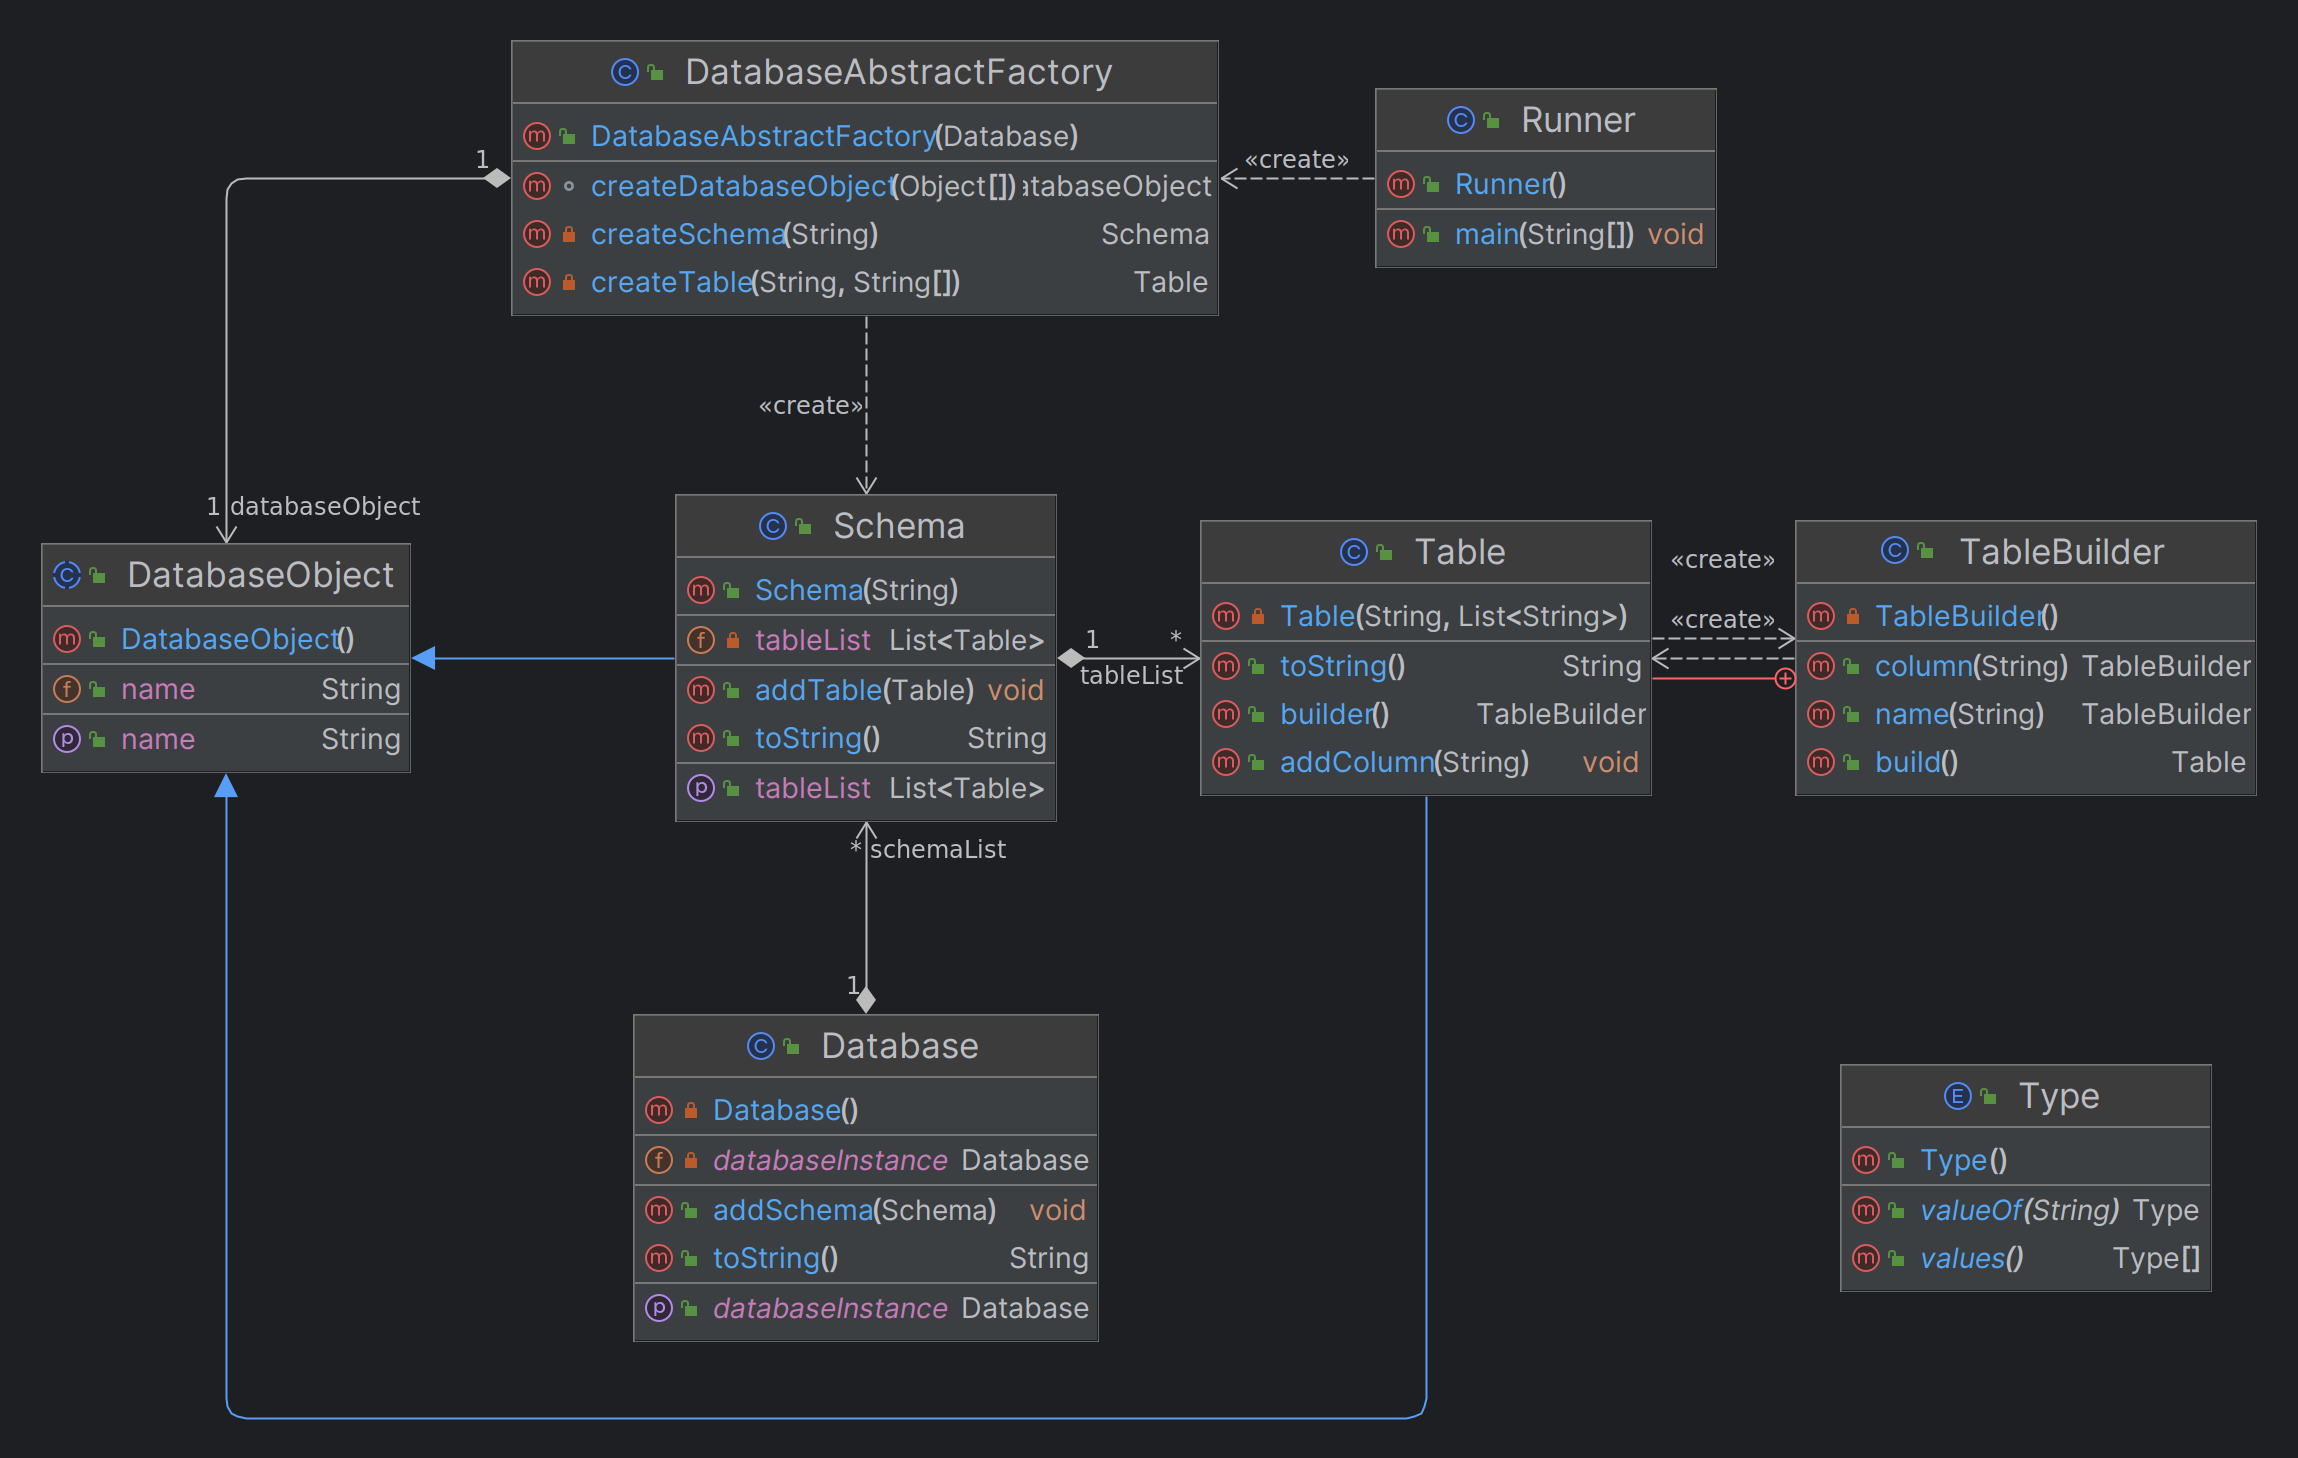 DatabaseAbstractFactory
DatabaseAbstractFactory(Database)
createDatabaseObject(Object[]) atabaseObject
createSchema(String) Schema
createTable(String, String[]) Table
Runner
Runner()
main(String[]) void
«create»
1
«create»
1 databaseObject
DatabaseObject
DatabaseObject()
name String
name String
Schema
Schema(String)
tableList List<Table>
addTable(Table) void
toString() String
tableList List<Table>
1 *
tableList
Table
Table(String, List<String>)
toString() String
builder() TableBuilder
addColumn(String) void
«create»
«create»
TableBuilder
TableBuilder()
column(String) TableBuilder
name(String) TableBuilder
build() Table
* schemaList
1
Database
Database()
databaseInstance Database
addSchema(Schema) void
toString() String
databaseInstance Database
Type
Type()
valueOf(String) Type
values() Type[]